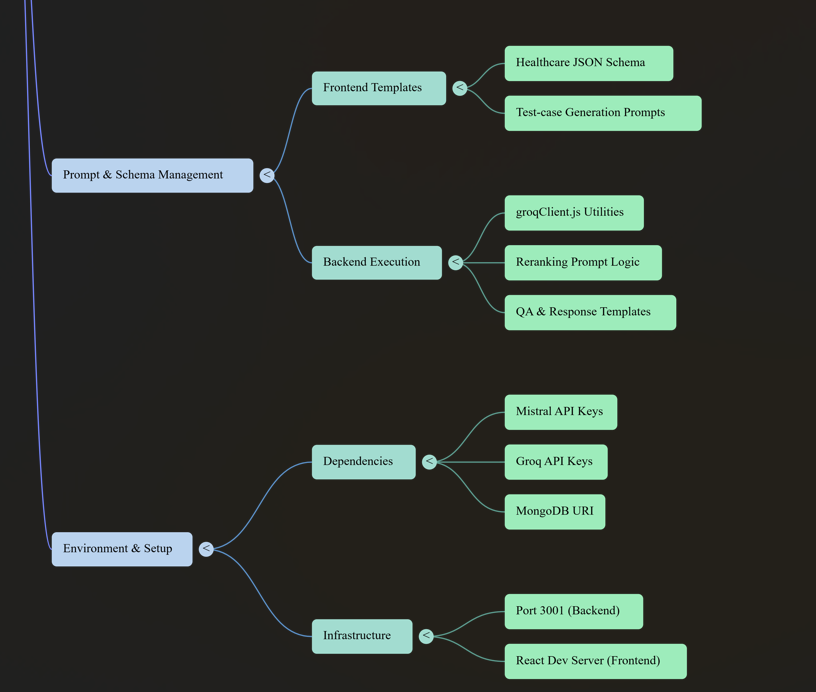 Prompt & Schema Management
<
Frontend Templates
<
Healthcare JSON Schema
Test-case Generation Prompts
Backend Execution
<
groqClient.js Utilities
Reranking Prompt Logic
QA & Response Templates
Environment & Setup
<
Dependencies
<
Mistral API Keys
Groq API Keys
MongoDB URI
Infrastructure
<
Port 3001 (Backend)
React Dev Server (Frontend)